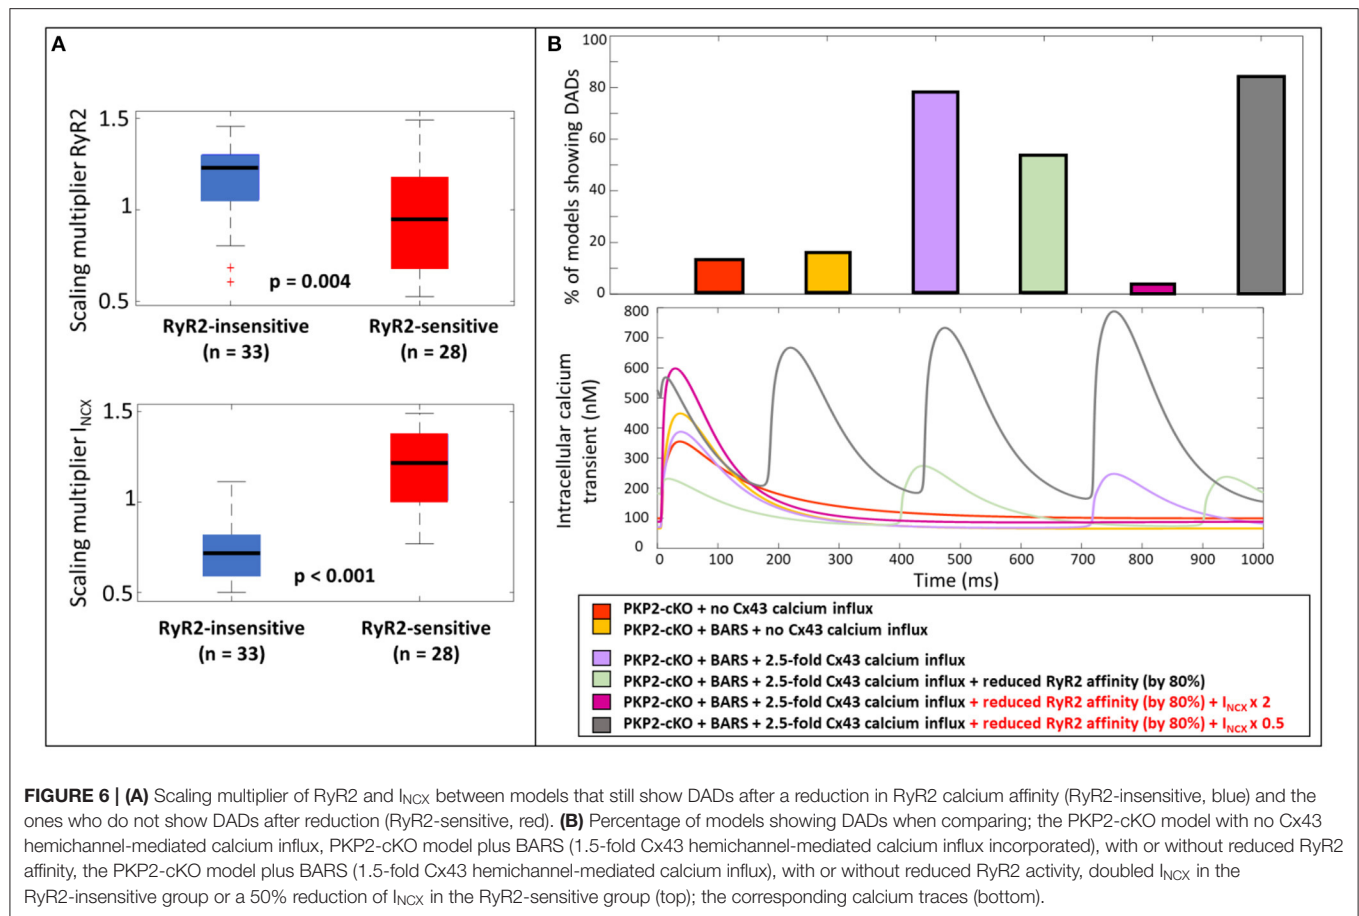 A
Scaling multiplier RyR2
1.5
1
0.5
p = 0.004
RyR2-insensitive
(n = 33)
RyR2-sensitive
(n = 28)
Scaling multiplier I_NCX
1.5
1
0.5
p < 0.001
RyR2-insensitive
(n = 33)
RyR2-sensitive
(n = 28)
B
% of models showing DADs
100
80
60
40
20
0
Intracellular calcium
transient (nM)
800
700
600
500
400
300
200
100
0
0 100 200 300 400 500 600 700 800 900 1000
Time (ms)
PKP2-cKO + no Cx43 calcium influx
PKP2-cKO + BARS + no Cx43 calcium influx
PKP2-cKO + BARS + 2.5-fold Cx43 calcium influx
PKP2-cKO + BARS + 2.5-fold Cx43 calcium influx + reduced RyR2 affinity (by 80%)
PKP2-cKO + BARS + 2.5-fold Cx43 calcium influx + reduced RyR2 affinity (by 80%) + I_NCX x 2
PKP2-cKO + BARS + 2.5-fold Cx43 calcium influx + reduced RyR2 affinity (by 80%) + I_NCX x 0.5
FIGURE 6 | (A) Scaling multiplier of RyR2 and I_NCX between models that still show DADs after a reduction in RyR2 calcium affinity (RyR2-insensitive, blue) and the
ones who do not show DADs after reduction (RyR2-sensitive, red). (B) Percentage of models showing DADs when comparing; the PKP2-cKO model with no Cx43
hemichannel-mediated calcium influx, PKP2-cKO model plus BARS (1.5-fold Cx43 hemichannel-mediated calcium influx incorporated), with or without reduced RyR2
affinity, the PKP2-cKO model plus BARS (1.5-fold Cx43 hemichannel-mediated calcium influx), with or without reduced RyR2 activity, doubled I_NCX in the
RyR2-insensitive group or a 50% reduction of I_NCX in the RyR2-sensitive group (top); the corresponding calcium traces (bottom).